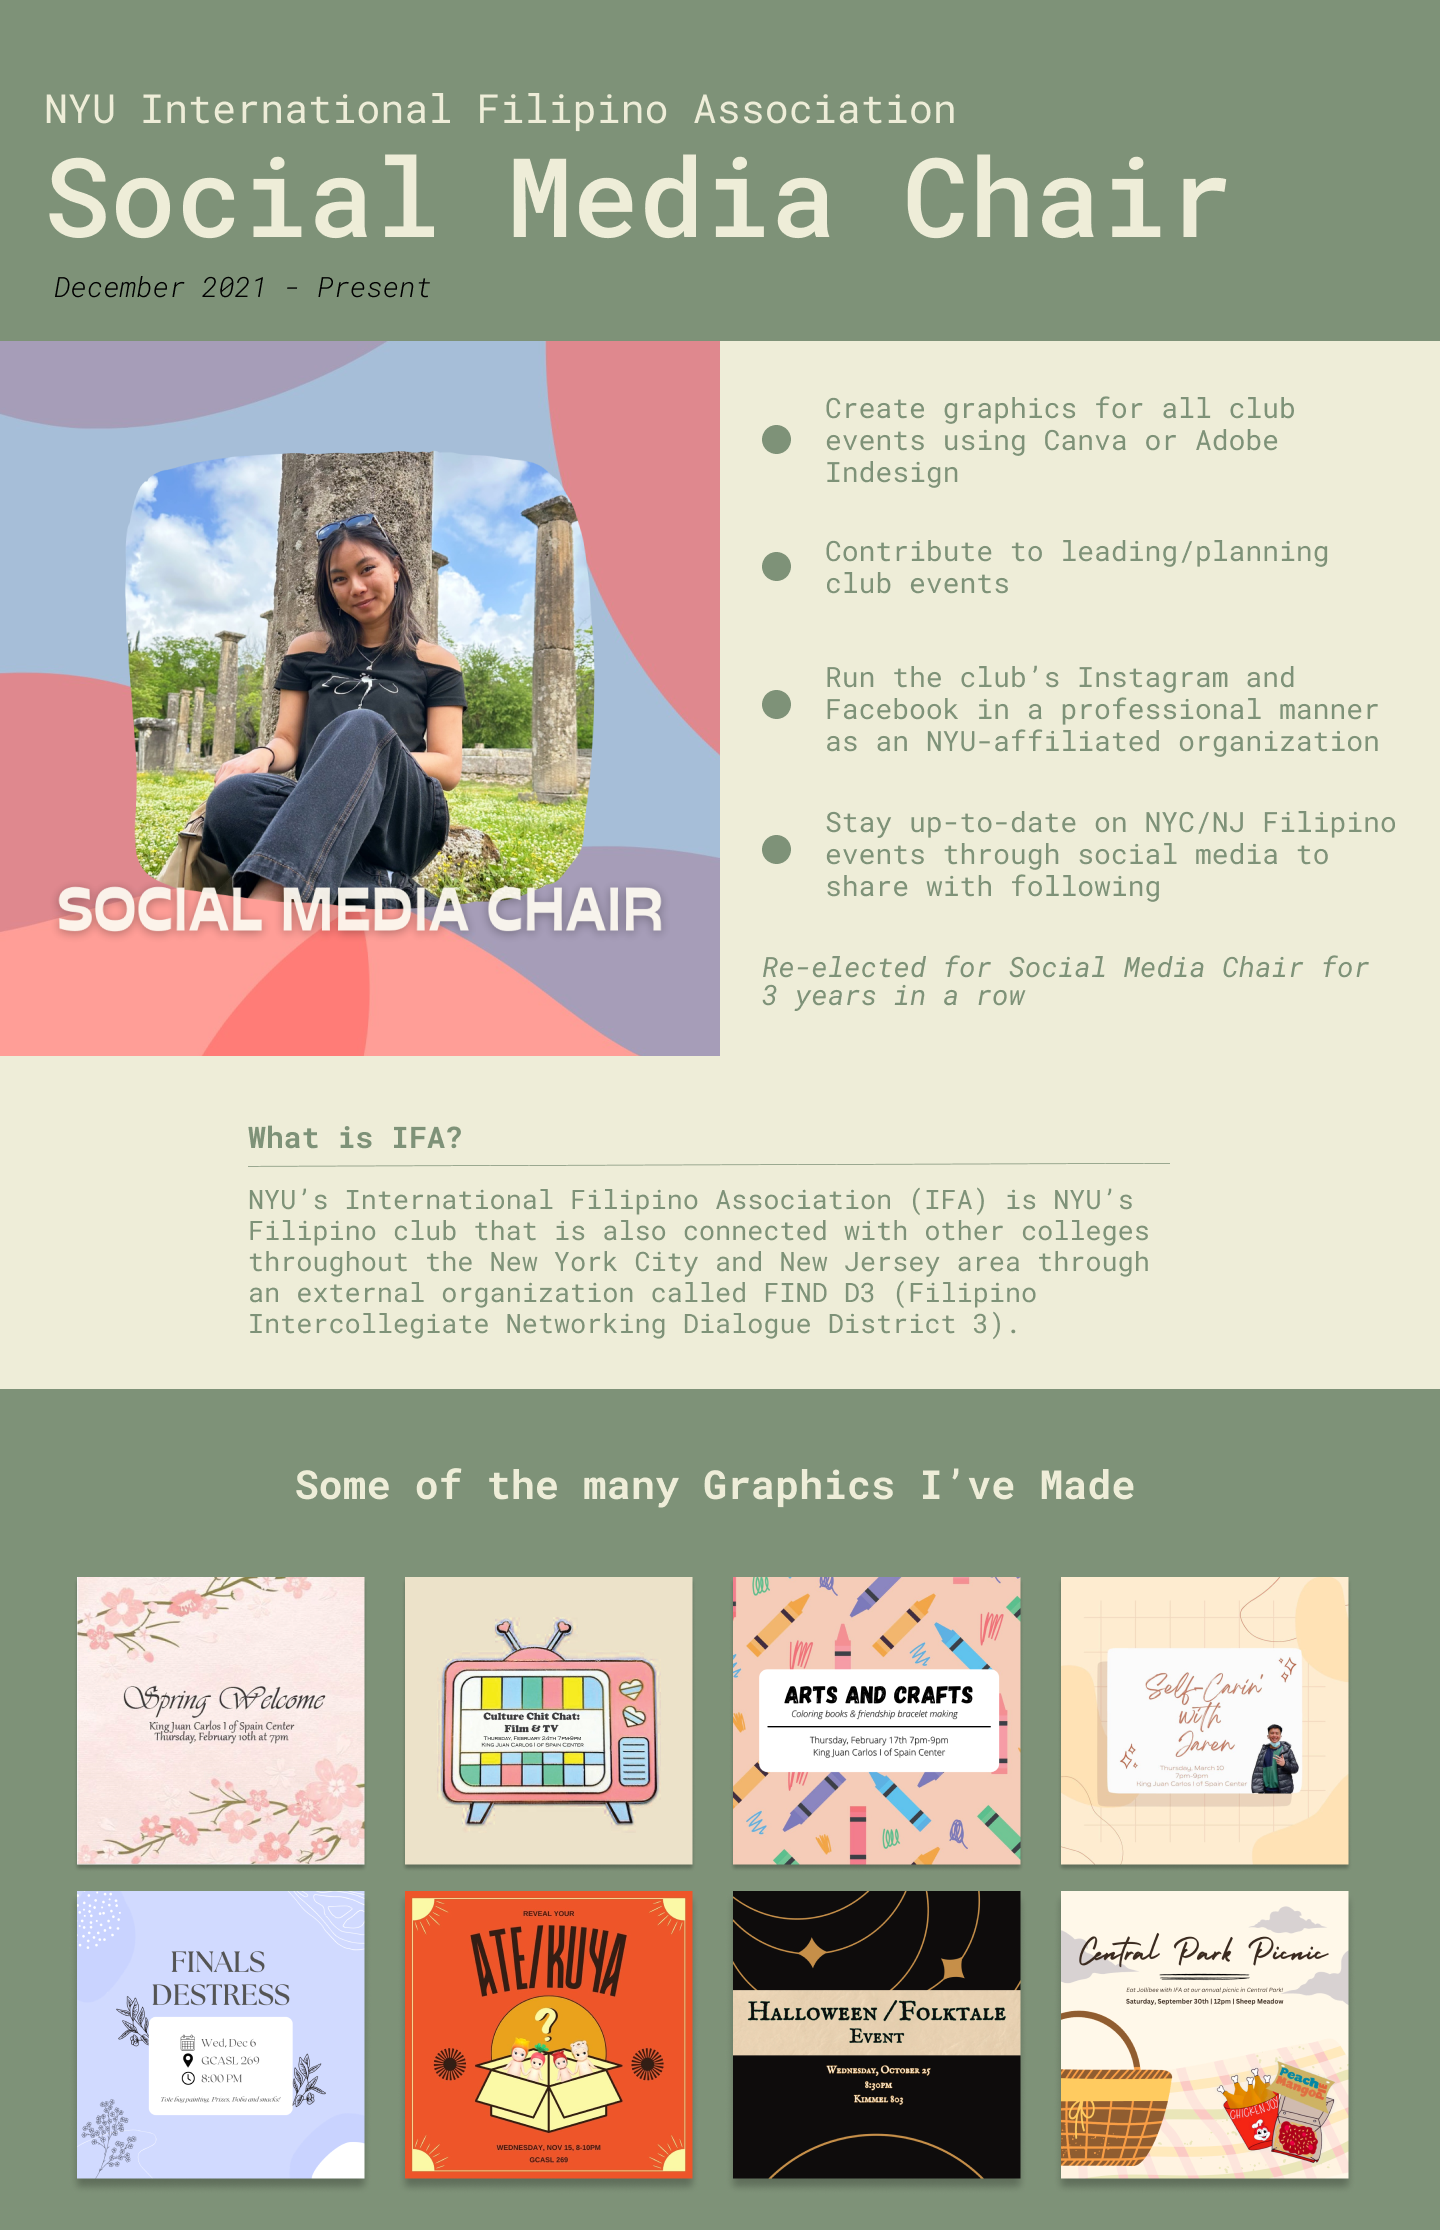 NYU International Filipino Association
Social Media Chair
December 2021 - Present
SOCIAL MEDIA CHAIR
Create graphics for all club
events using Canva or Adobe
Indesign
Contribute to leading/planning
club events
Run the club’s Instagram and
Facebook in a professional manner
as an NYU-affiliated organization
Stay up-to-date on NYC/NJ Filipino
events through social media to
share with following
Re-elected for Social Media Chair for
3 years in a row
What is IFA?
NYU’s International Filipino Association (IFA) is NYU’s
Filipino club that is also connected with other colleges
throughout the New York City and New Jersey area through
an external organization called FIND D3 (Filipino
Intercollegiate Networking Dialogue District 3).
Some of the many Graphics I’ve Made
Spring Welcome
King Juan Carlos I of Spain Center
Thursday, February 10th at 7pm
Culture Chit Chat:
Film & TV
Thursday, February 24th 7pm-9pm
King Juan Carlos I of Spain Center
ARTS AND CRAFTS
Coloring books & friendship bracelet making
Thursday, February 17th 7pm-9pm
King Juan Carlos I of Spain Center
Self-Carin'
with
Jaren
Thursday, March 10
7pm-9pm
King Juan Carlos I of Spain Center
FINALS
DESTRESS
Wed, Dec 6
GCASL 269
8:00 PM
Tote bag painting, Prizes, Boba and snacks!
REVEAL YOUR
ATE/KUYA
?
WEDNESDAY, NOV 15, 8-10PM
GCASL 269
Halloween /Folktale
Event
Wednesday, October 25
8:30pm
Kimmel 803
Central Park Picnic
Eat Jollibee with IFA at our annual picnic in Central Park!
Saturday, September 30th | 12pm | Sheep Meadow
Peach
Mango
CHICKENJOY